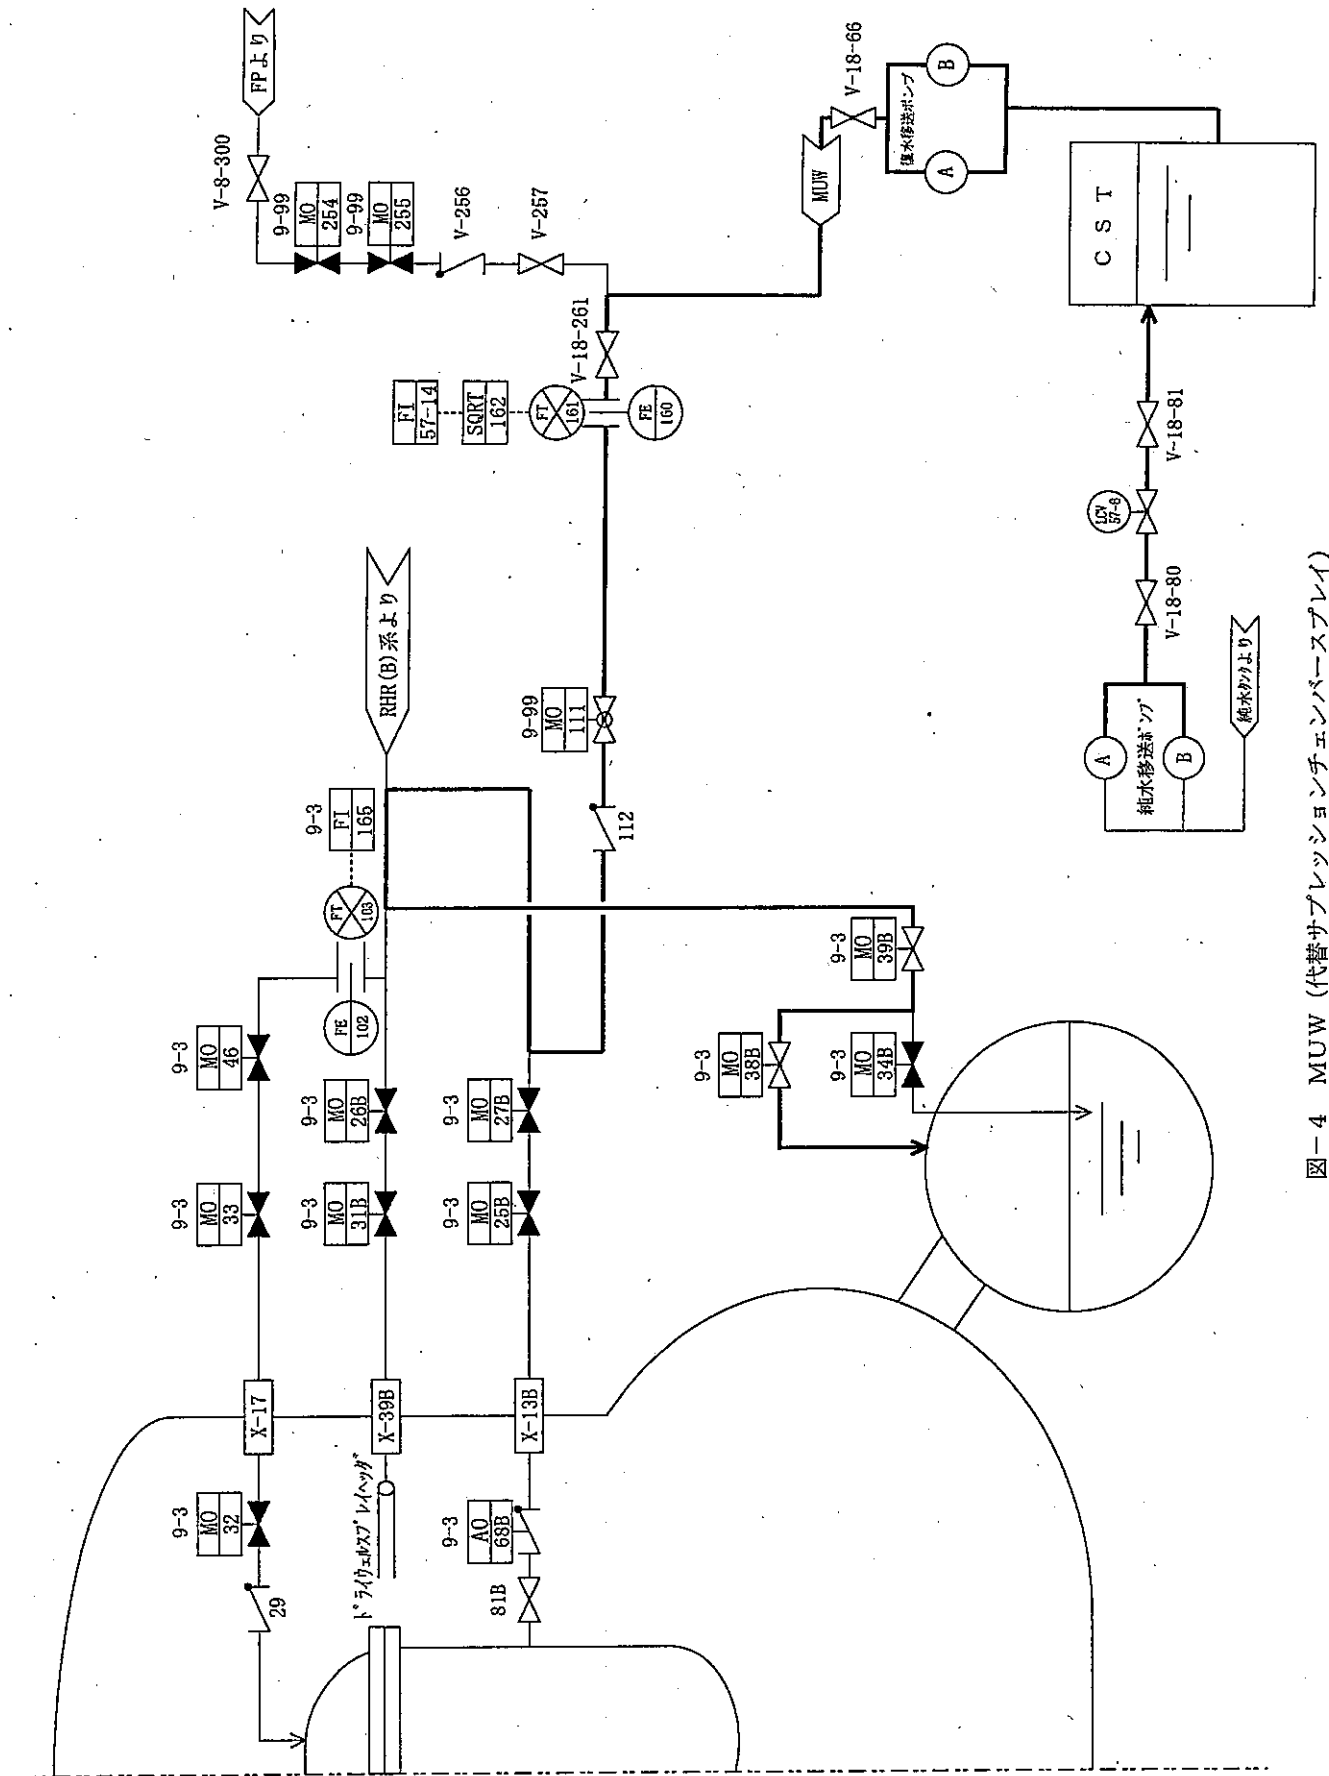 FPより
V-8-300
9-99
MO
254
9-99
MO
255
V-256
V-257
V-18-261
FI
57-14
SQRT
162
FT
161
FE
160
MUW
V-18-66
復水移送ポンプ
A
B
CST
V-18-81
LCV
57-8
V-18-80
純水移送ポンプ
A
B
純水タンクより
RHR(B)系より
9-99
MO
111
112
9-3
FI
165
FT
103
FE
102
9-3
MO
46
9-3
MO
33
9-3
MO
26B
9-3
MO
31B
9-3
MO
27B
9-3
MO
25B
9-3
MO
39B
9-3
MO
38B
9-3
MO
34B
X-17
X-39B
X-13B
9-3
MO
32
29
ドライウェルスプレイヘッダ
9-3
AO
68B
81B
図-4 MUW (代替サプレッションチェンバースプレイ)